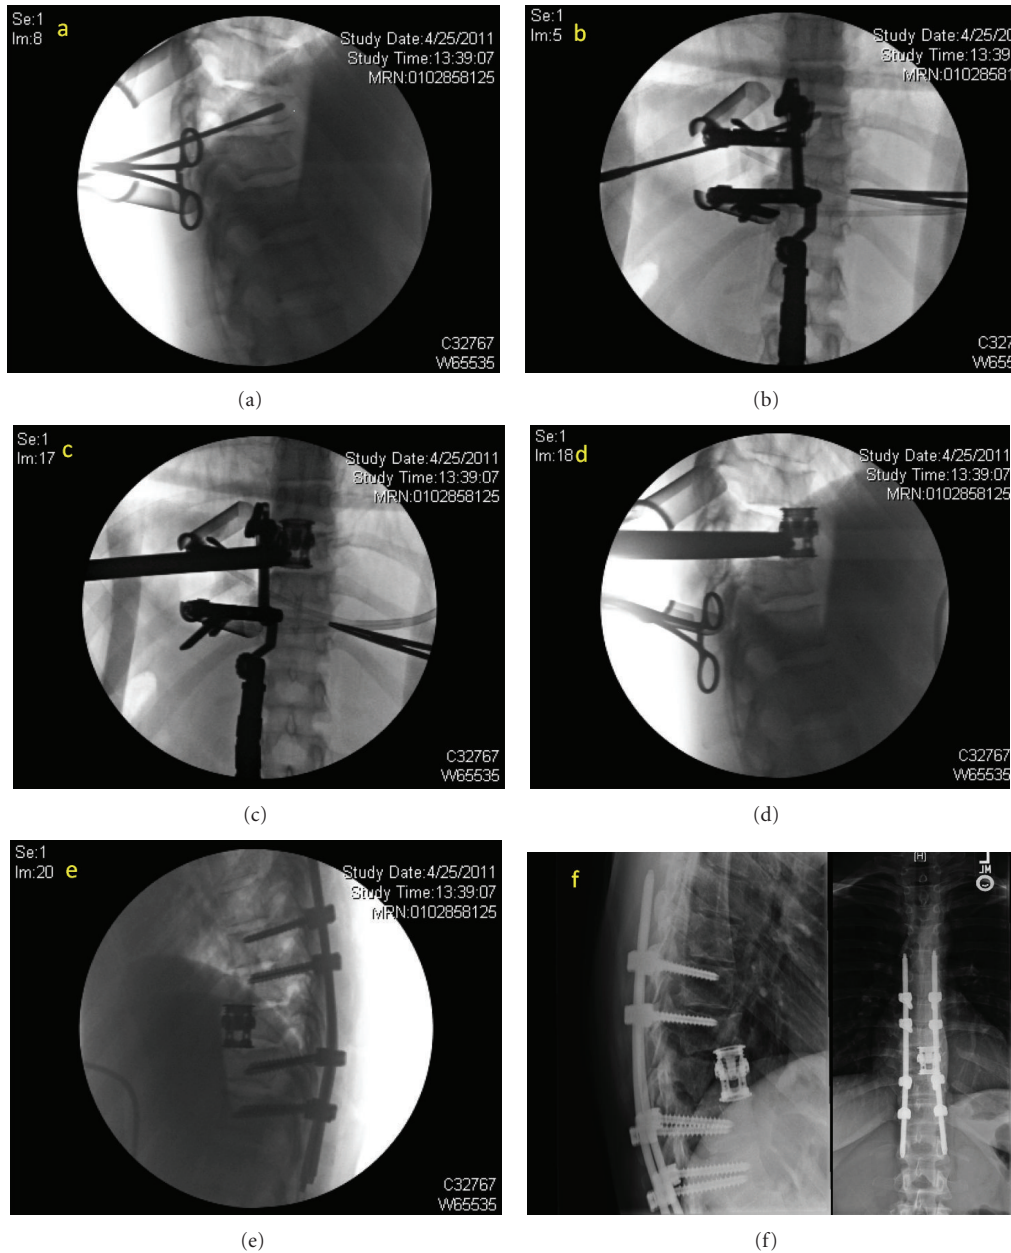 Se:1
Im:8
a
Study Date:4/25/2011
Study Time:13:39:07
MRN:0102858125
C32767
W65535
(a)
Se:1
Im:5
b
Study Date:4/25/20
Study Time:13:39
MRN:01028581
C327
W655
(b)
Se:1
Im:17
c
Study Date:4/25/2011
Study Time:13:39:07
MRN:0102858125
C32767
W65535
(c)
Se:1
Im:18
d
Study Date:4/25/2011
Study Time:13:39:07
MRN:0102858125
C32767
W65535
(d)
Se:1
Im:20
e
Study Date:4/25/2011
Study Time:13:39:07
MRN:0102858125
C32767
W65535
(e)
f
[H]
L
JM
(f)